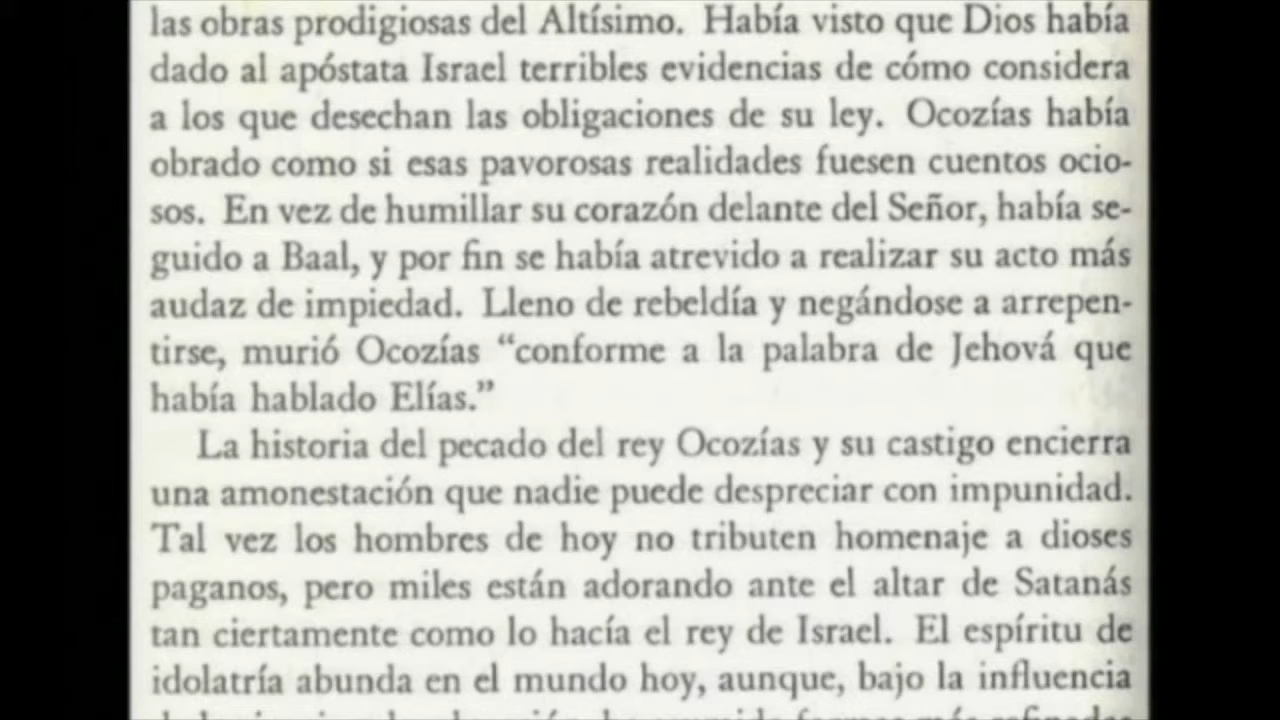 las obras prodigiosas del Altísimo. Había visto que Dios había
dado al apóstata Israel terribles evidencias de cómo considera
a los que desechan las obligaciones de su ley. Ocozías había
obrado como si esas pavorosas realidades fuesen cuentos ocio-
sos. En vez de humillar su corazón delante del Señor, había se-
guido a Baal, y por fin se había atrevido a realizar su acto más
audaz de impiedad. Lleno de rebeldía y negándose a arrepen-
tirse, murió Ocozías “conforme a la palabra de Jehová que
había hablado Elías.”
La historia del pecado del rey Ocozías y su castigo encierra
una amonestación que nadie puede despreciar con impunidad.
Tal vez los hombres de hoy no tributen homenaje a dioses
paganos, pero miles están adorando ante el altar de Satanás
tan ciertamente como lo hacía el rey de Israel. El espíritu de
idolatría abunda en el mundo hoy, aunque, bajo la influencia